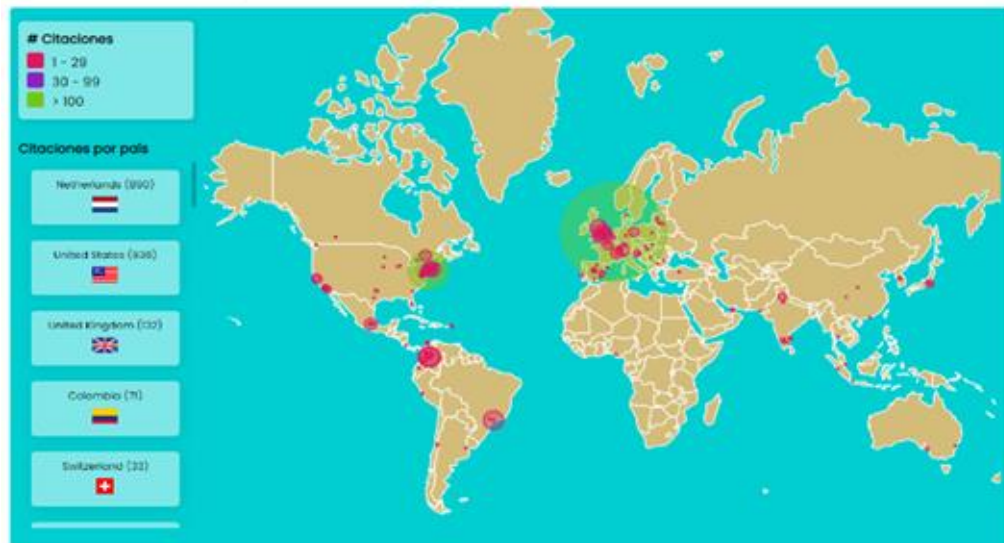 # Citaciones
1 - 29
30 - 99
> 100
Citaciones por país
Netherlands
United States
United Kingdom (132)
Colombia (71)
Switzerland (33)